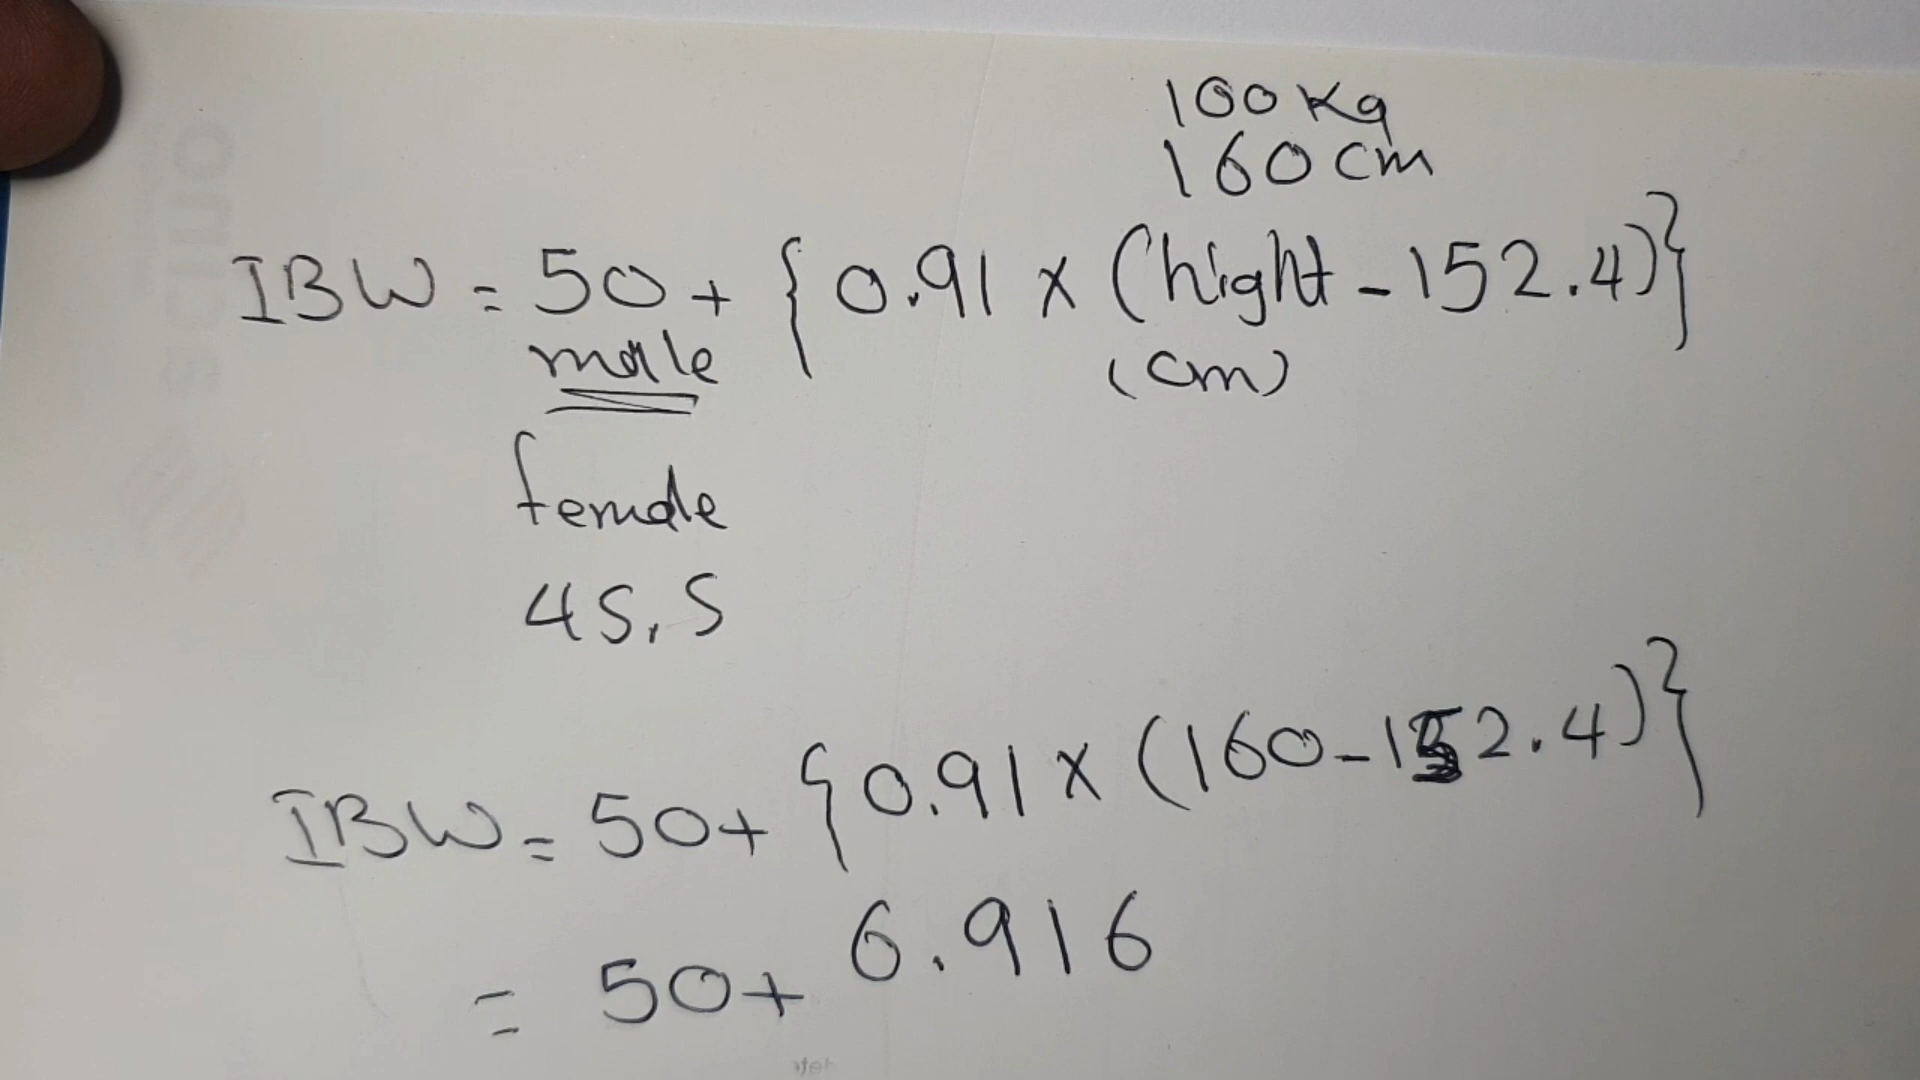 100 Kg
160 cm
IBW = 50 + { 0.91 x (hight - 152.4)}
male
(cm)
female
45.5
IBW = 50 + { 0.91 x (160 - 152.4)}
= 50 + 6.916